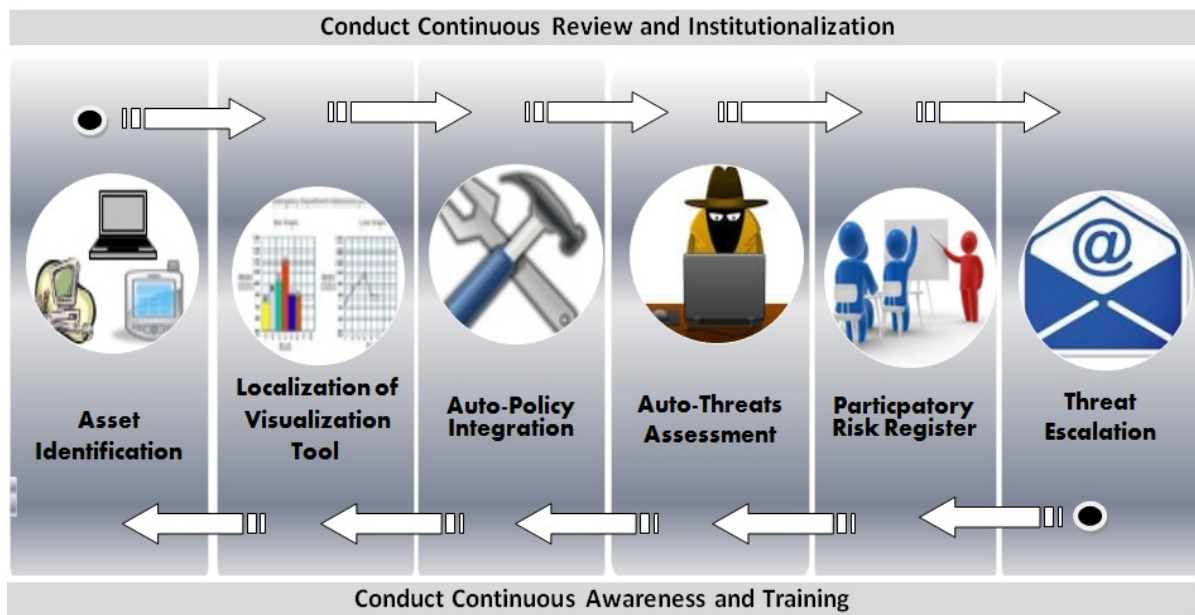 Conduct Continuous Review and Institutionalization
Asset
Identification
Localization of
Visualization
Tool
Auto-Policy
Integration
Auto-Threats
Assessment
Particpatory
Risk Register
@
Threat
Escalation
Conduct Continuous Awareness and Training